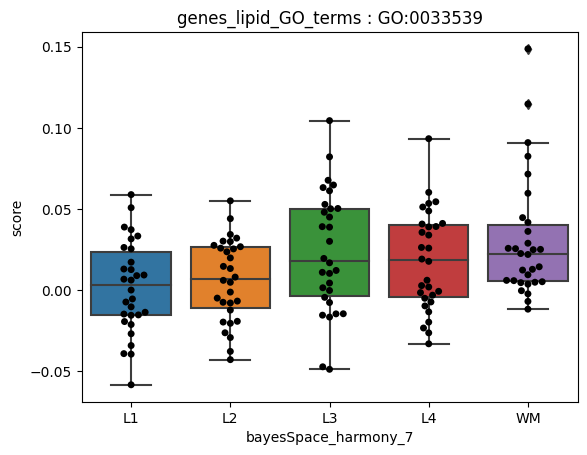 genes_lipid_GO_terms : GO:0033539
0.15
0.10
0.05
0.00
−0.05
score
L1 L2 L3 L4 WM
bayesSpace_harmony_7